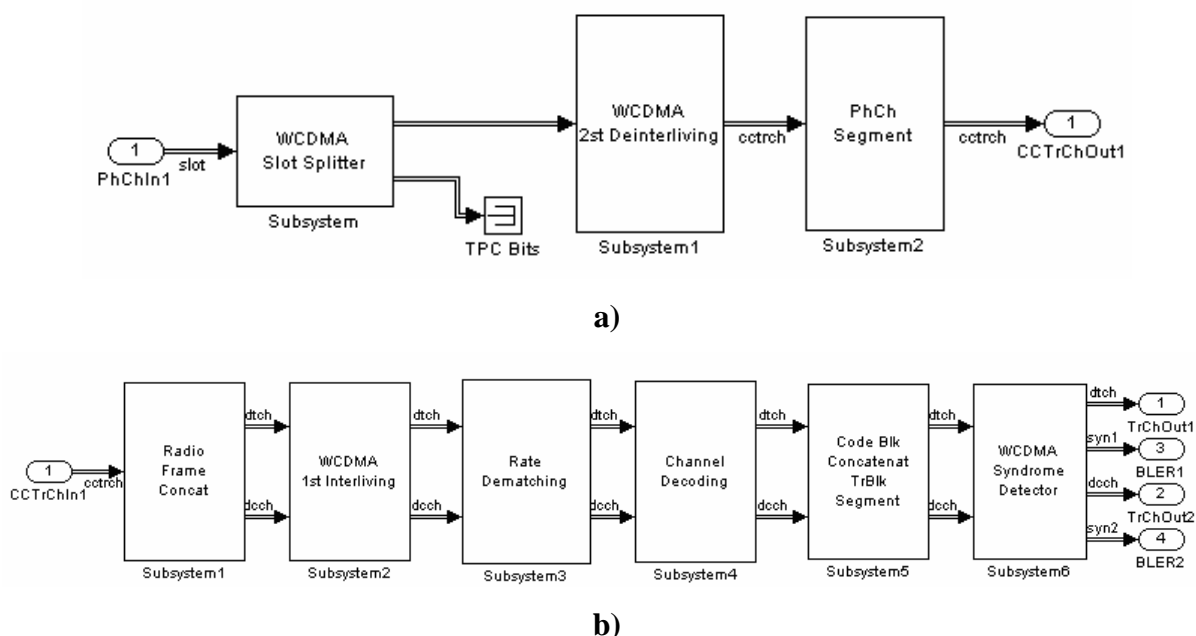 1
PhChIn1
slot
WCDMA
Slot Splitter
Subsystem
TPC Bits
WCDMA
2st Deinterliving
Subsystem1
cctrch
PhCh
Segment
Subsystem2
cctrch
1
CCTrChOut1
a)
1
CCTrChIn1
cctrch
Radio
Frame
Concat
Subsystem1
dtch
dcch
WCDMA
1st Interliving
Subsystem2
dtch
dcch
Rate
Dematching
Subsystem3
dtch
dcch
Channel
Decoding
Subsystem4
dtch
dcch
Code Blk
Concatenat
TrBlk
Segment
Subsystem5
dtch
dcch
WCDMA
Syndrome
Detector
Subsystem6
dtch
1
TrChOut1
syn1
3
BLER1
dcch
2
TrChOut2
syn2
4
BLER2
b)